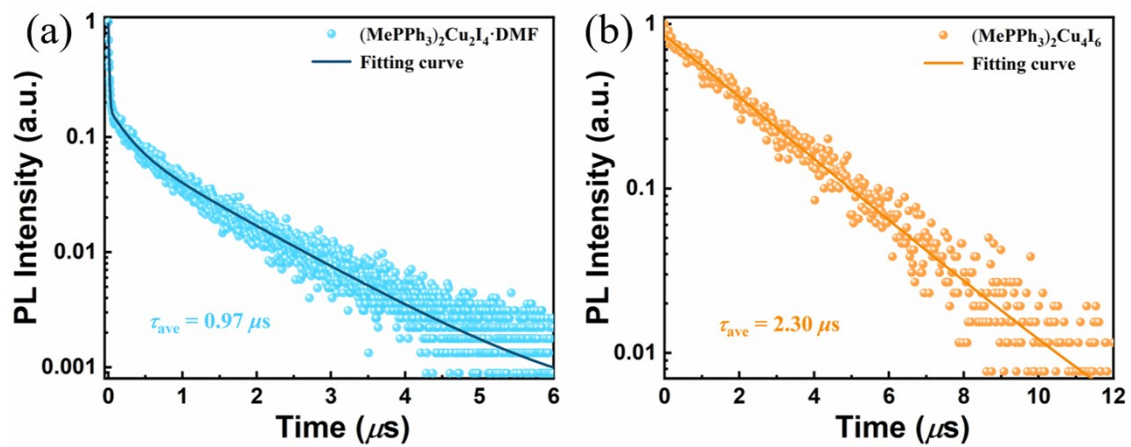 (a)
(MePPh₃)₂Cu₂I₄·DMF
Fitting curve
PL Intensity (a.u.)
1
0.1
0.01
0.001
τave = 0.97 μs
0 1 2 3 4 5 6
Time (μs)
(b)
(MePPh₃)₂Cu₄I₆
Fitting curve
PL Intensity (a.u.)
1
0.1
0.01
τave = 2.30 μs
0 2 4 6 8 10 12
Time (μs)